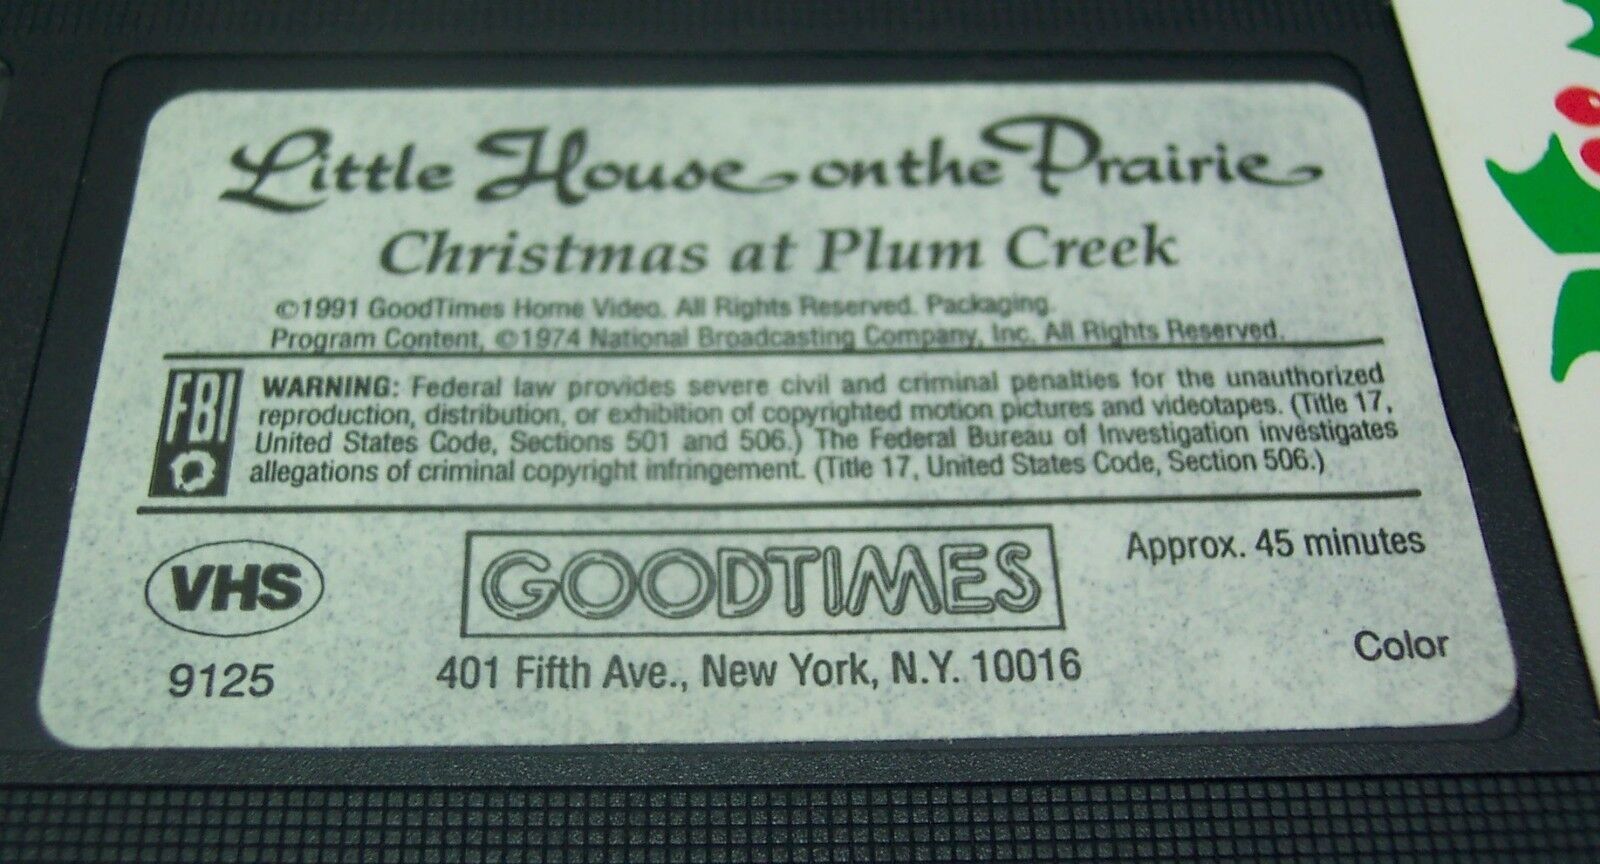 Little House on the Prairie
Christmas at Plum Creek
©1991 GoodTimes Home Video. All Rights Reserved. Packaging.
Program Content, ©1974 National Broadcasting Company, Inc. All Rights Reserved.
FBI
WARNING: Federal law provides severe civil and criminal penalties for the unauthorized
reproduction, distribution, or exhibition of copyrighted motion pictures and videotapes. (Title 17,
United States Code, Sections 501 and 506.) The Federal Bureau of Investigation investigates
allegations of criminal copyright infringement. (Title 17, United States Code, Section 506.)
VHS
9125
GOODTIMES
401 Fifth Ave., New York, N.Y. 10016
Approx. 45 minutes
Color